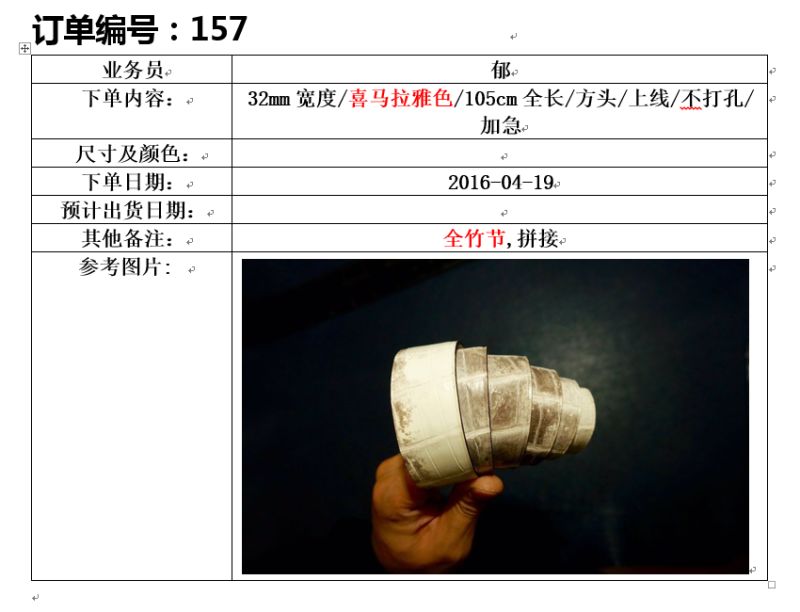 订单编号：157
业务员 郁
下单内容： 32mm 宽度/喜马拉雅色/105cm 全长/方头/上线/不打孔/
加急
尺寸及颜色：
下单日期： 2016-04-19
预计出货日期：
其他备注： 全竹节,拼接
参考图片: